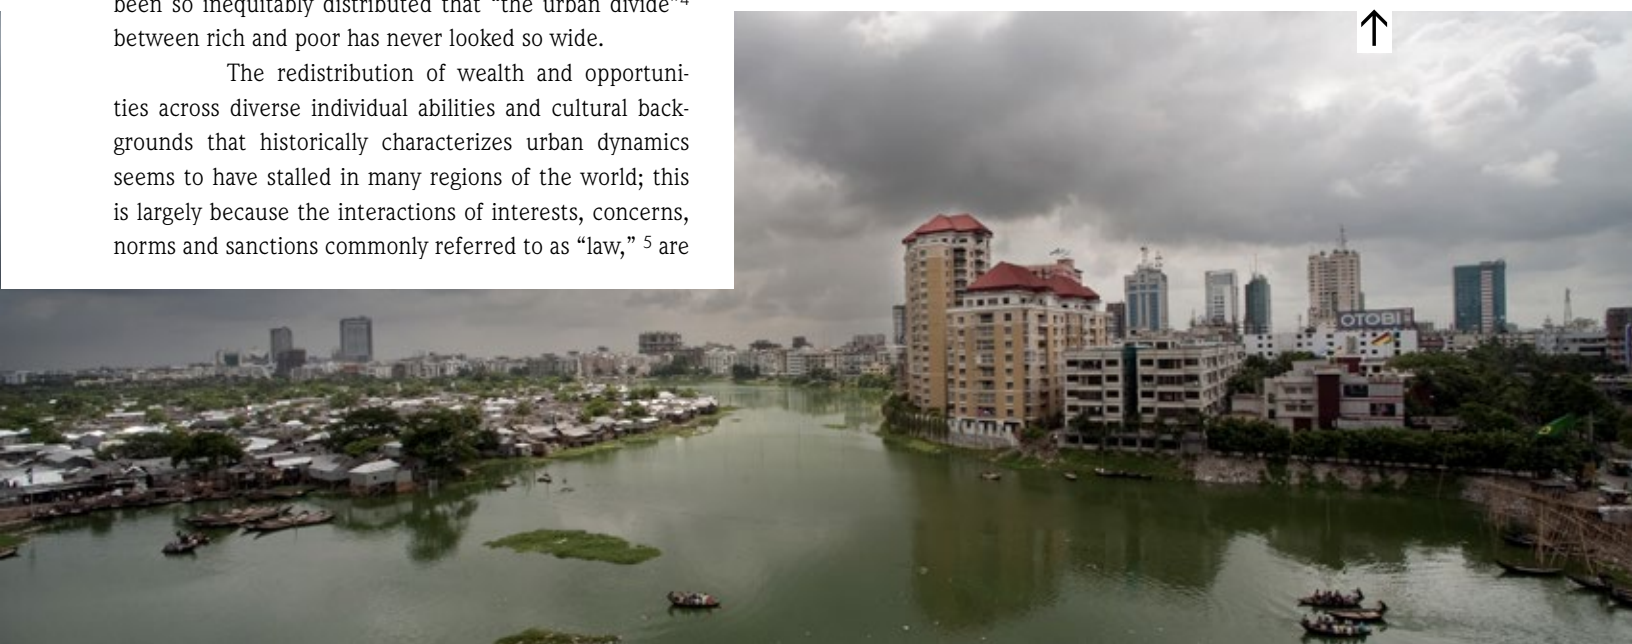 been so inequitably distributed that “the urban divide”4
between rich and poor has never looked so wide.
The redistribution of wealth and opportuni-
ties across diverse individual abilities and cultural back-
grounds that historically characterizes urban dynamics
seems to have stalled in many regions of the world; this
is largely because the interactions of interests, concerns,
norms and sanctions commonly referred to as “law,” 5 are
OTOBI